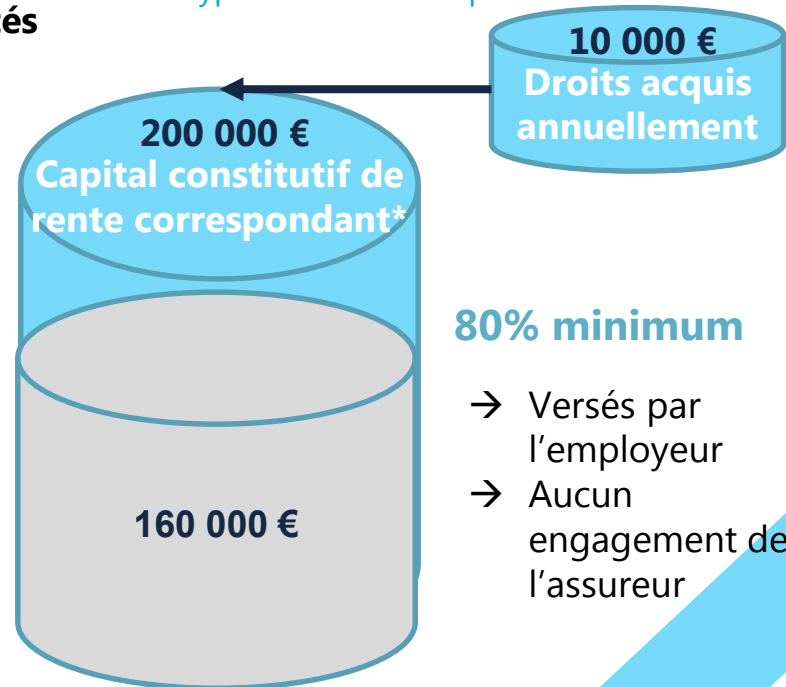 10 000 €
Droits acquis
annuellement
200 000 €
Capital constitutif de
rente correspondant*
80% minimum
→ Versés par
l’employeur
→ Aucun
engagement de
l’assureur
160 000 €